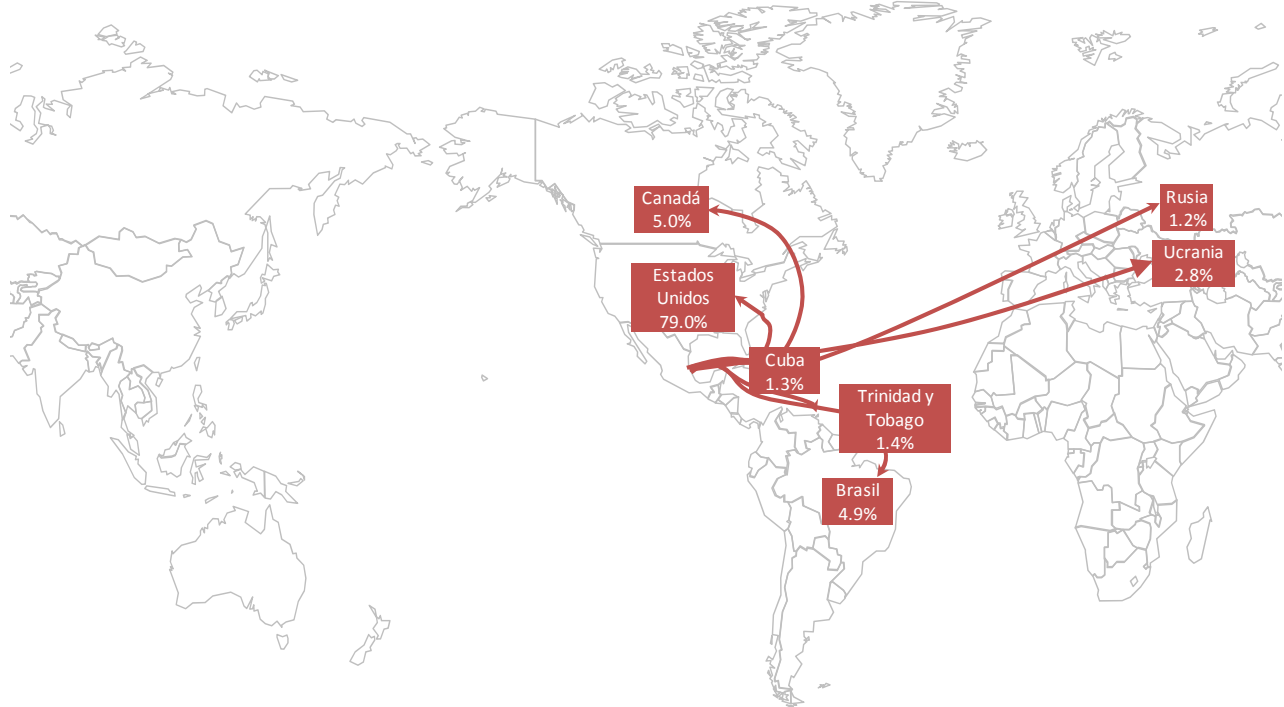 Canadá
5.0%
Rusia
1.2%
Ucrania
2.8%
Estados
Unidos
79.0%
Cuba
1.3%
Trinidad y
Tobago
1.4%
Brasil
4.9%